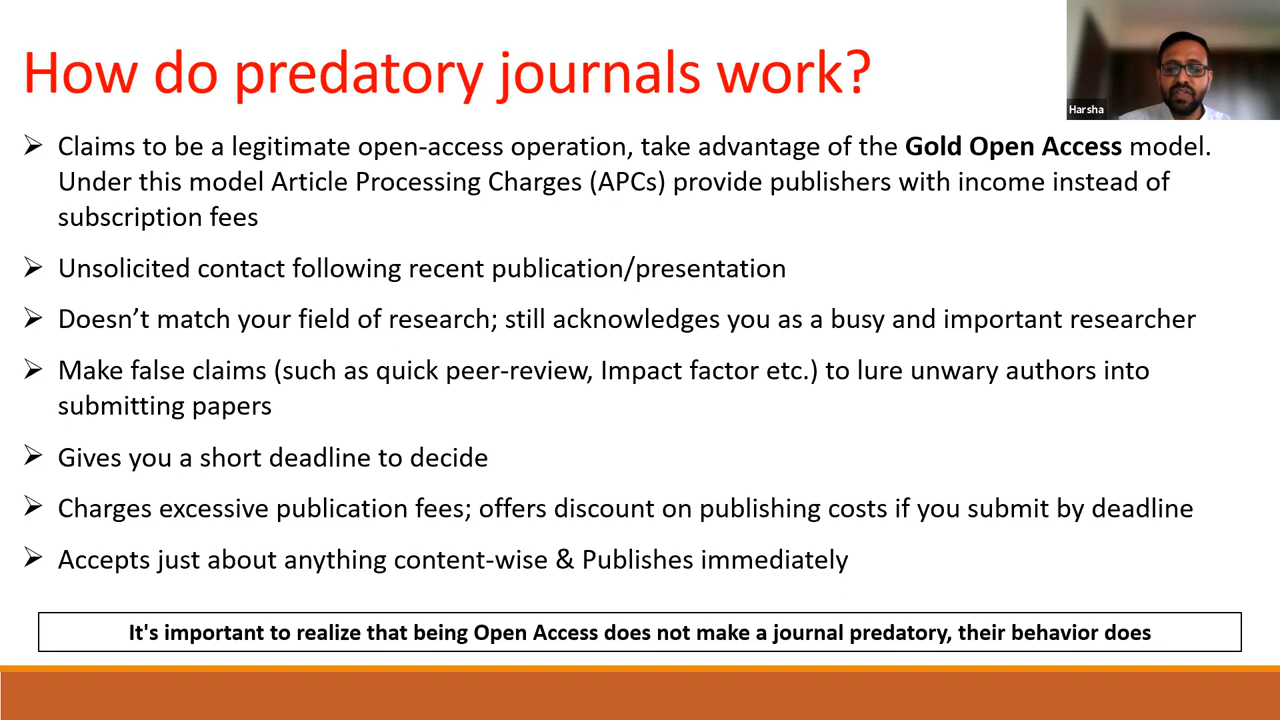 How do predatory journals work?
Harsha
➢ Claims to be a legitimate open-access operation, take advantage of the Gold Open Access model.
Under this model Article Processing Charges (APCs) provide publishers with income instead of
subscription fees
➢ Unsolicited contact following recent publication/presentation
➢ Doesn’t match your field of research; still acknowledges you as a busy and important researcher
➢ Make false claims (such as quick peer-review, Impact factor etc.) to lure unwary authors into
submitting papers
➢ Gives you a short deadline to decide
➢ Charges excessive publication fees; offers discount on publishing costs if you submit by deadline
➢ Accepts just about anything content-wise & Publishes immediately
It's important to realize that being Open Access does not make a journal predatory, their behavior does